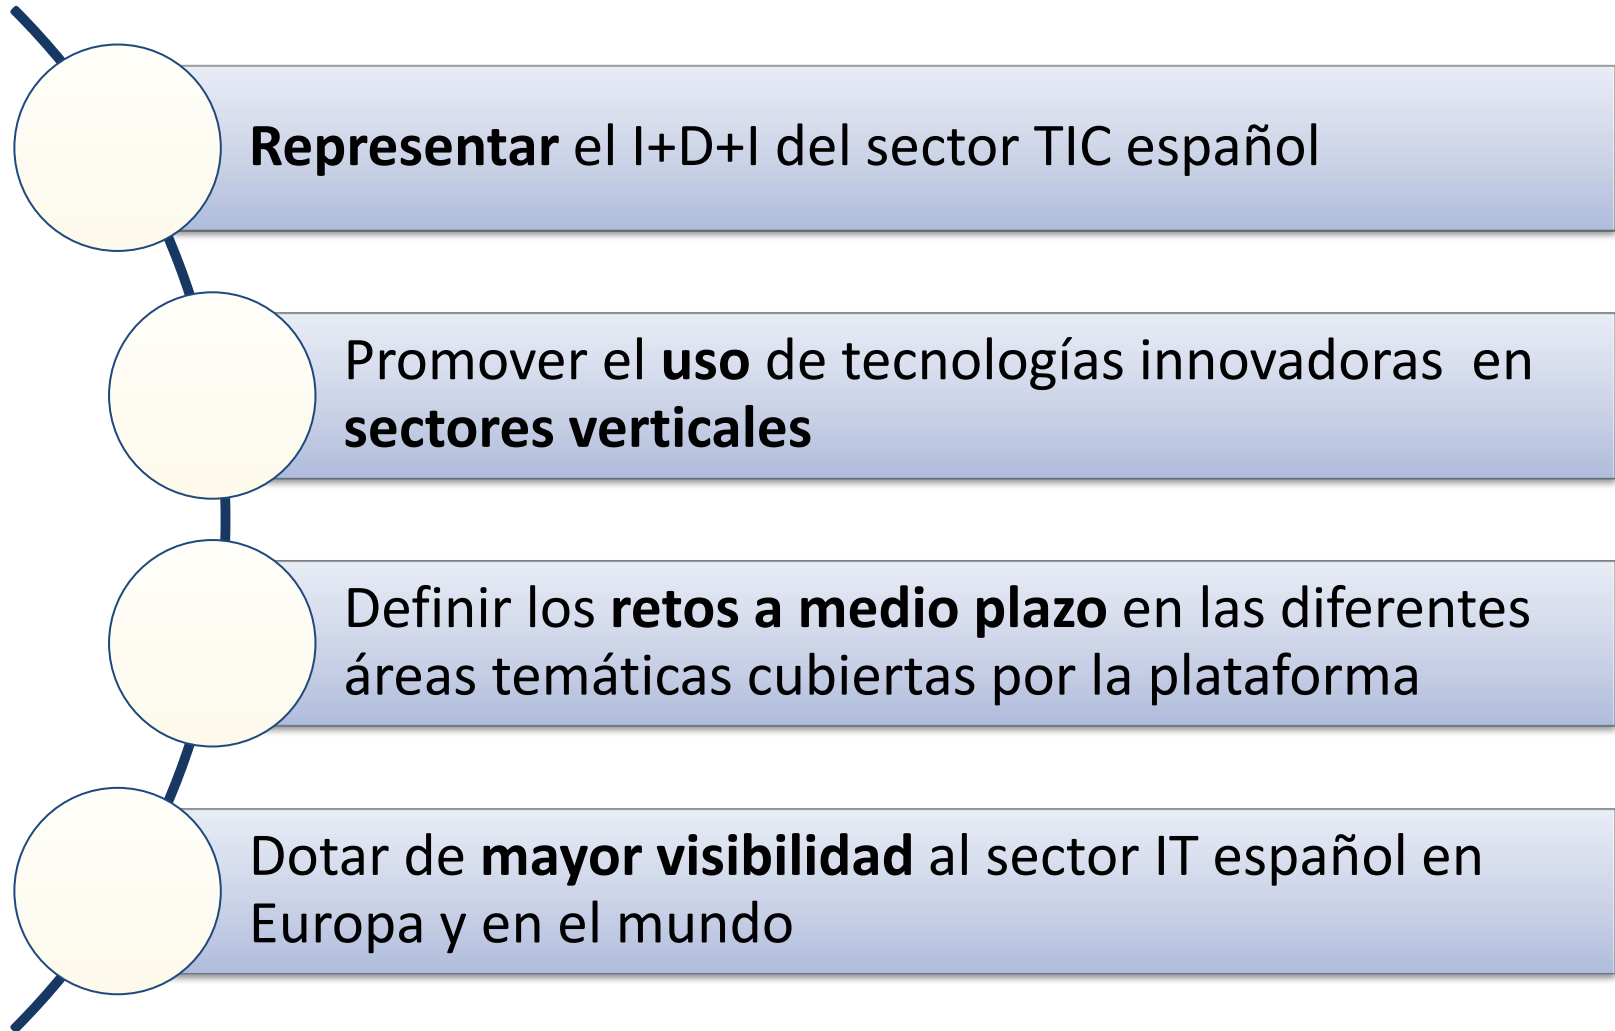 Representar el I+D+I del sector TIC español
Promover el uso de tecnologías innovadoras  en
sectores verticales
Definir los retos a medio plazo en las diferentes
áreas temáticas cubiertas por la plataforma
Dotar de mayor visibilidad al sector IT español en
Europa y en el mundo